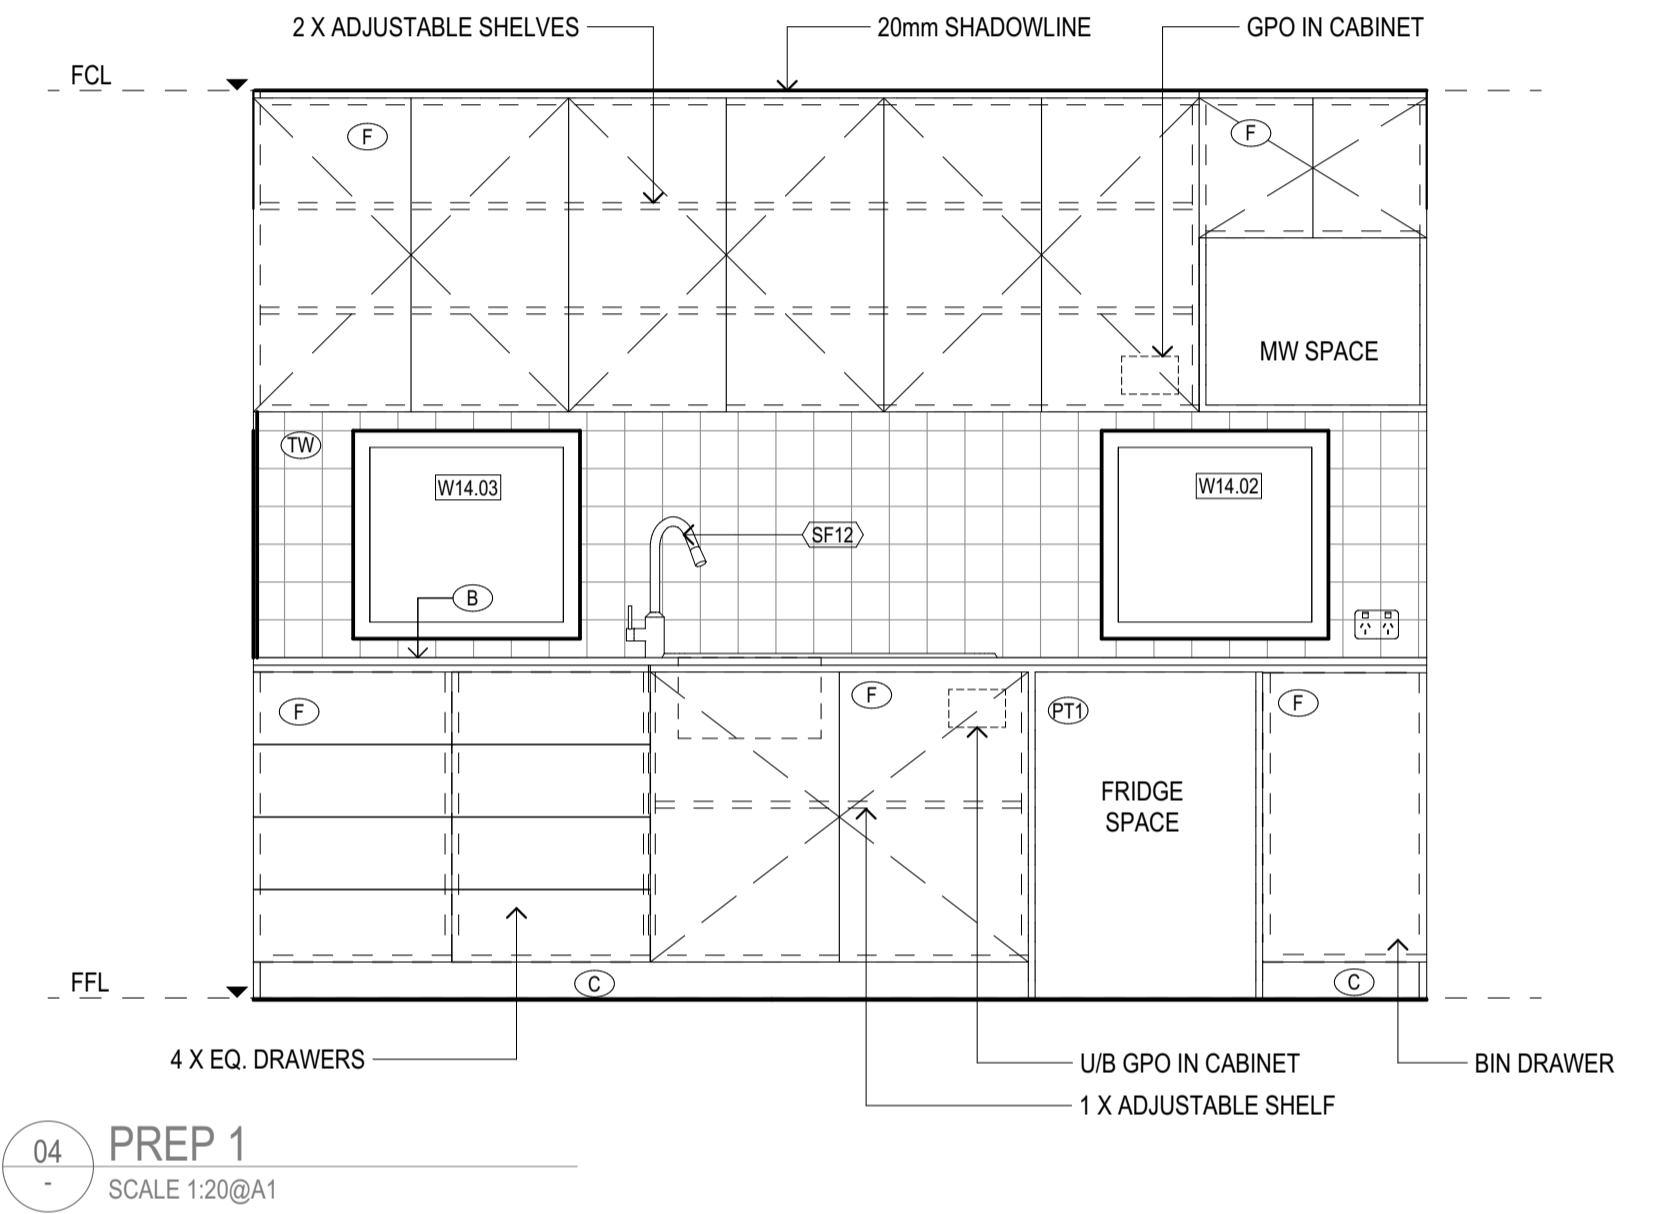 2 X ADJUSTABLE SHELVES
20mm SHADOWLINE
GPO IN CABINET
FCL
F
F
MW SPACE
TW
W14.03
W14.02
SF12
B
F
F
PT1
F
FRIDGE
SPACE
FFL
C
C
4 X EQ. DRAWERS
U/B GPO IN CABINET
BIN DRAWER
1 X ADJUSTABLE SHELF
04
-
PREP 1
SCALE 1:20@A1